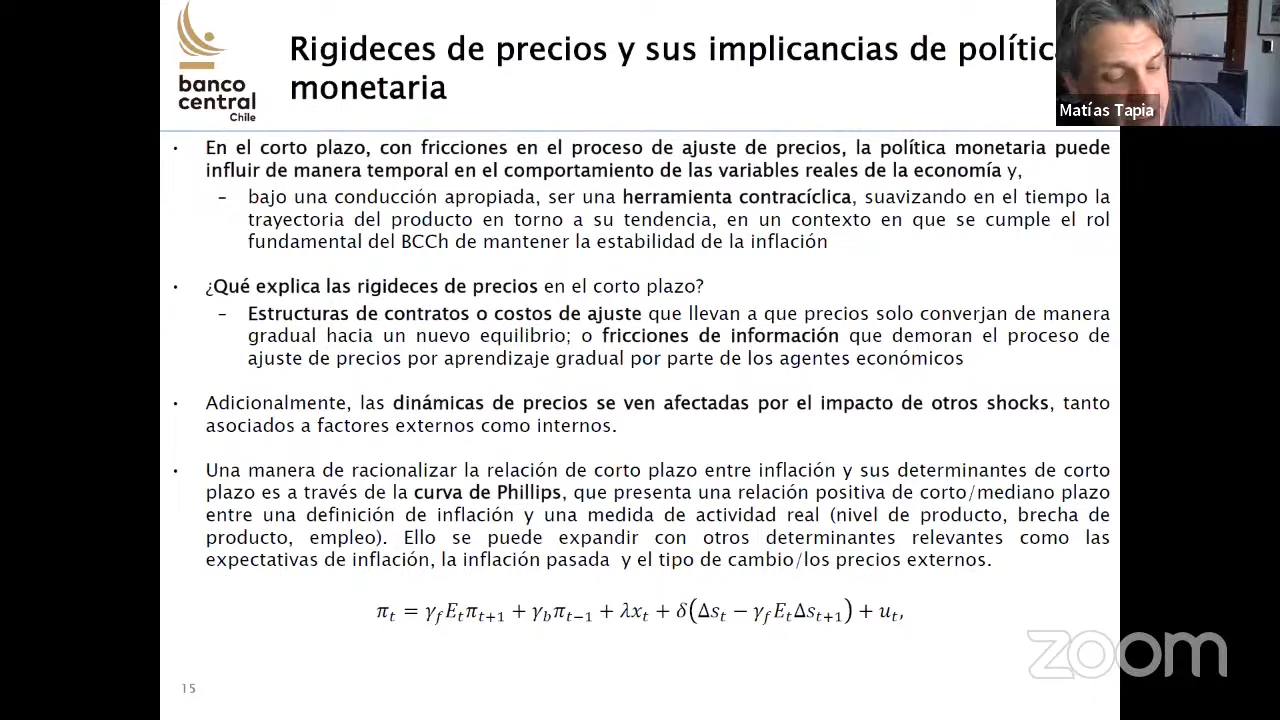 Rigideces de precios y sus implicancias de política
monetaria
banco
central
Chile
Matías Tapia
· En el corto plazo, con fricciones en el proceso de ajuste de precios, la política monetaria puede
influir de manera temporal en el comportamiento de las variables reales de la economía y,
– bajo una conducción apropiada, ser una herramienta contracíclica, suavizando en el tiempo la
trayectoria del producto en torno a su tendencia, en un contexto en que se cumple el rol
fundamental del BCCh de mantener la estabilidad de la inflación
· ¿Qué explica las rigideces de precios en el corto plazo?
– Estructuras de contratos o costos de ajuste que llevan a que precios solo converjan de manera
gradual hacia un nuevo equilibrio; o fricciones de información que demoran el proceso de
ajuste de precios por aprendizaje gradual por parte de los agentes económicos
· Adicionalmente, las dinámicas de precios se ven afectadas por el impacto de otros shocks, tanto
asociados a factores externos como internos.
· Una manera de racionalizar la relación de corto plazo entre inflación y sus determinantes de corto
plazo es a través de la curva de Phillips, que presenta una relación positiva de corto/mediano plazo
entre una definición de inflación y una medida de actividad real (nivel de producto, brecha de
producto, empleo). Ello se puede expandir con otros determinantes relevantes como las
expectativas de inflación, la inflación pasada y el tipo de cambio/los precios externos.
π_t = γ_f E_t π_{t+1} + γ_b π_{t−1} + λx_t + δ(Δs_t − γ_f E_t Δs_{t+1}) + u_t,
zoom
15